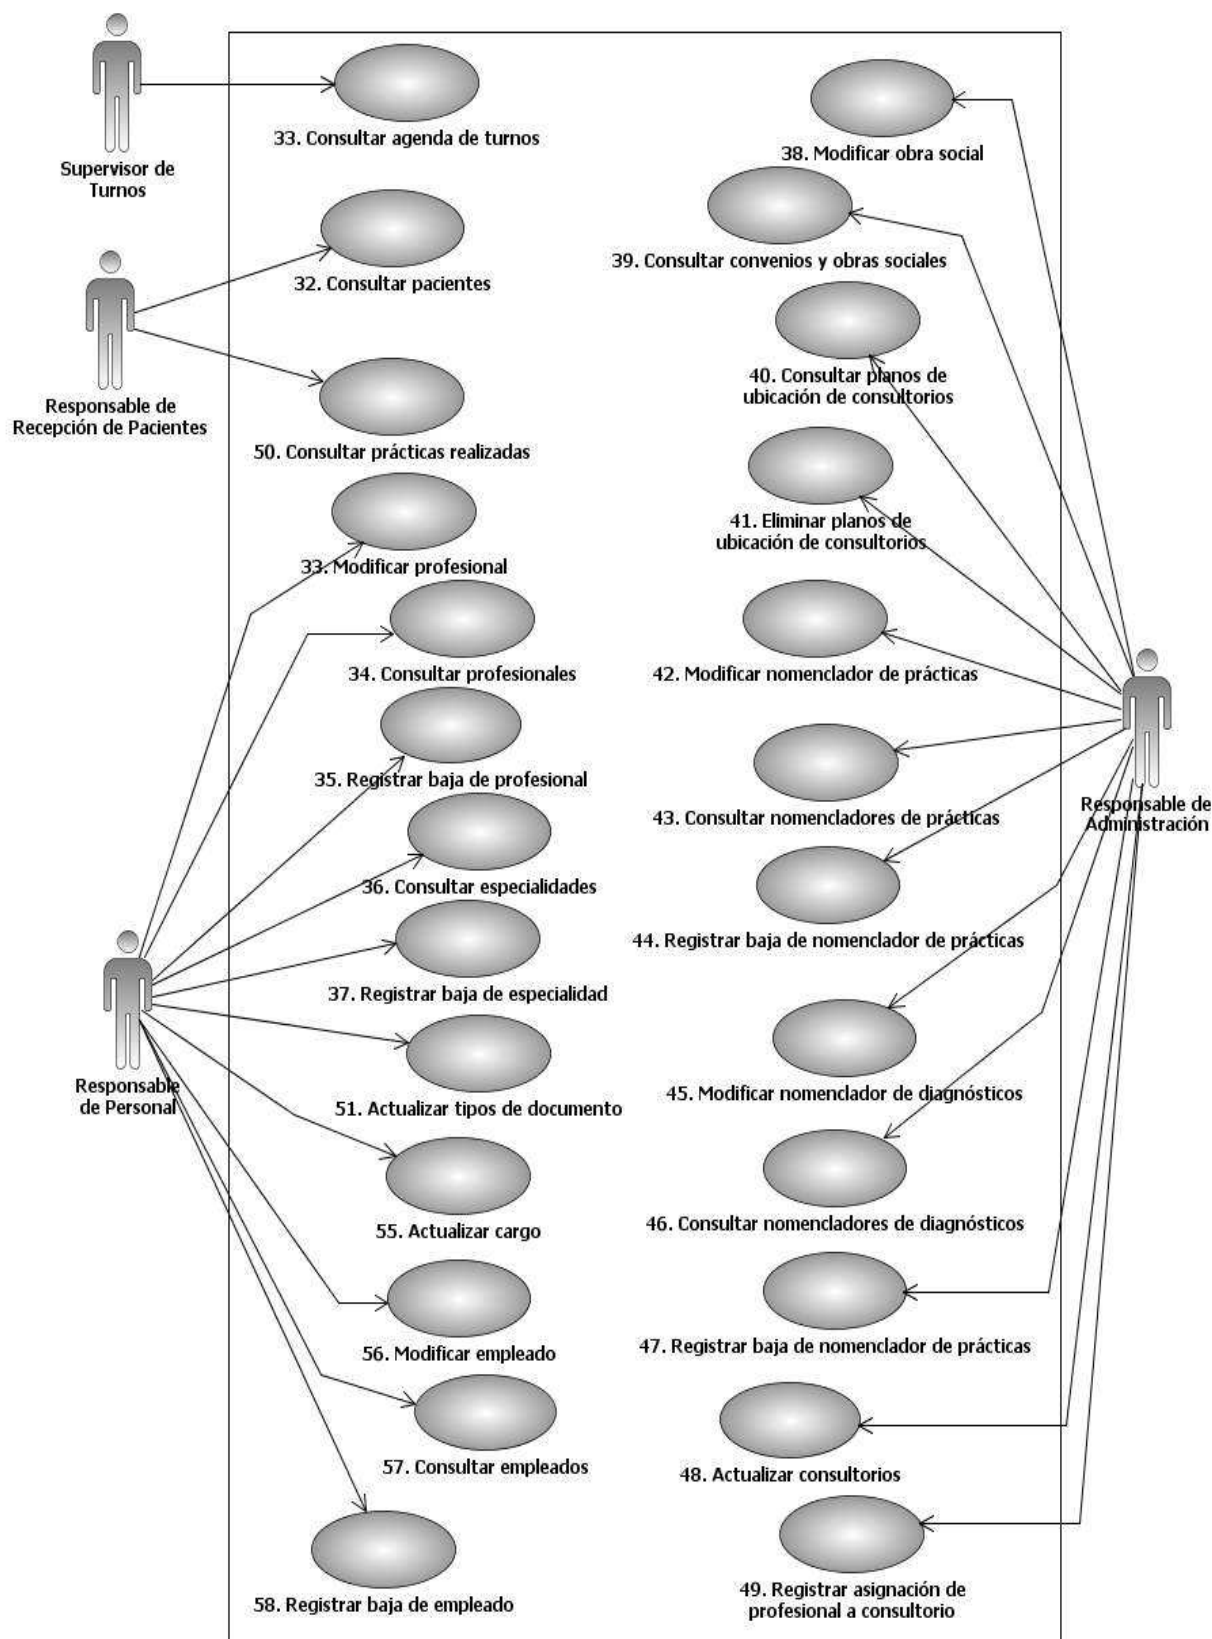 Supervisor de
Turnos
33. Consultar agenda de turnos
32. Consultar pacientes
Responsable de
Recepción de Pacientes
50. Consultar prácticas realizadas
33. Modificar profesional
34. Consultar profesionales
35. Registrar baja de profesional
36. Consultar especialidades
37. Registrar baja de especialidad
Responsable
de Personal
51. Actualizar tipos de documento
55. Actualizar cargo
56. Modificar empleado
57. Consultar empleados
58. Registrar baja de empleado
38. Modificar obra social
39. Consultar convenios y obras sociales
40. Consultar planos de
ubicación de consultorios
41. Eliminar planos de
ubicación de consultorios
42. Modificar nomenclador de prácticas
43. Consultar nomencladores de prácticas
Responsable de
Administración
44. Registrar baja de nomenclador de prácticas
45. Modificar nomenclador de diagnósticos
46. Consultar nomencladores de diagnósticos
47. Registrar baja de nomenclador de prácticas
48. Actualizar consultorios
49. Registrar asignación de
profesional a consultorio